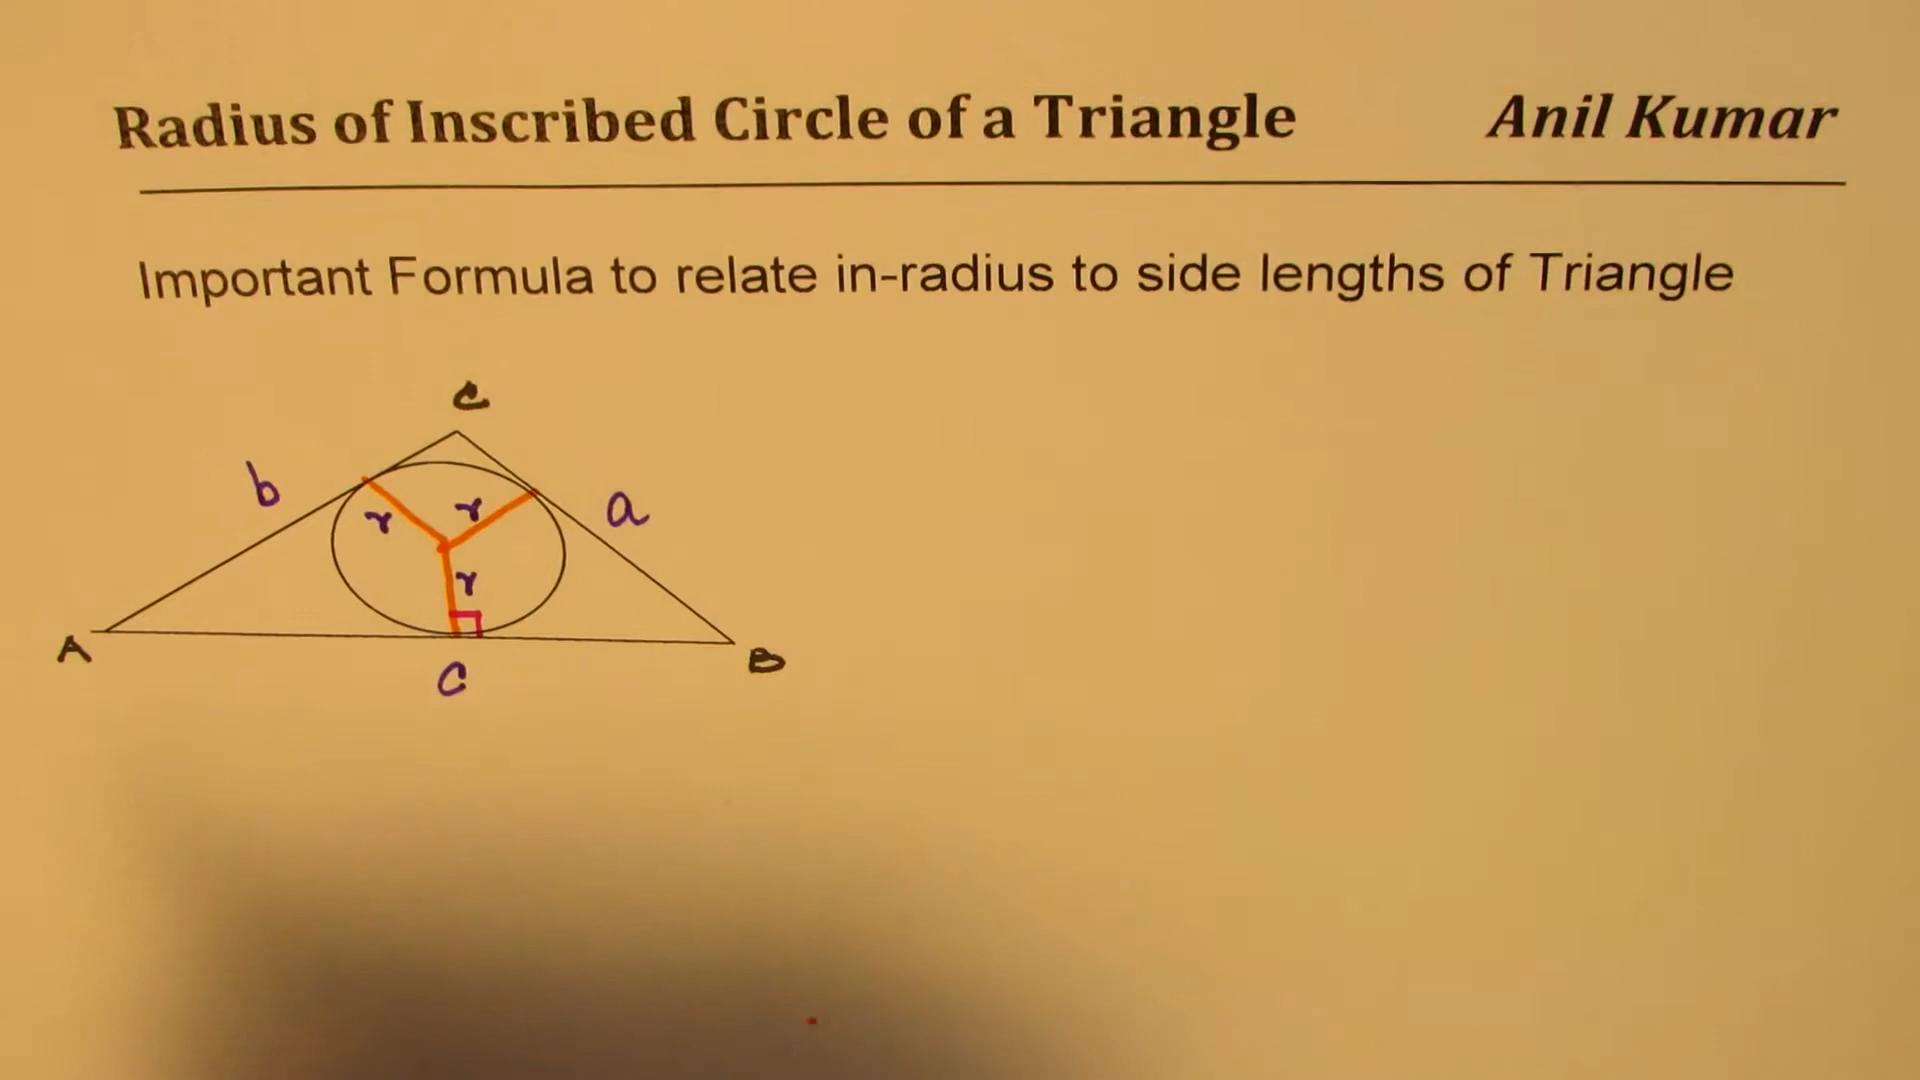 Radius of Inscribed Circle of a Triangle Anil Kumar
Important Formula to relate in-radius to side lengths of Triangle
C
b r r a
r
A B
c